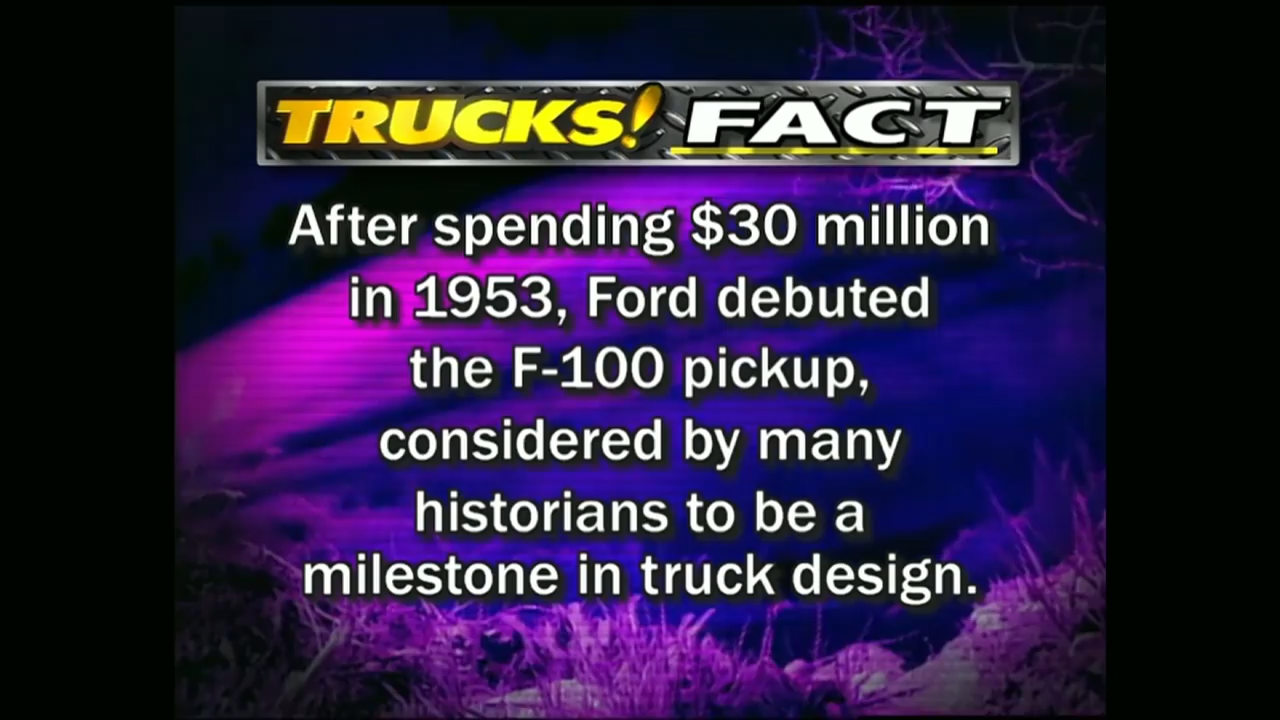 TRUCKS! FACT
After spending $30 million
in 1953, Ford debuted
the F-100 pickup,
considered by many
historians to be a
milestone in truck design.